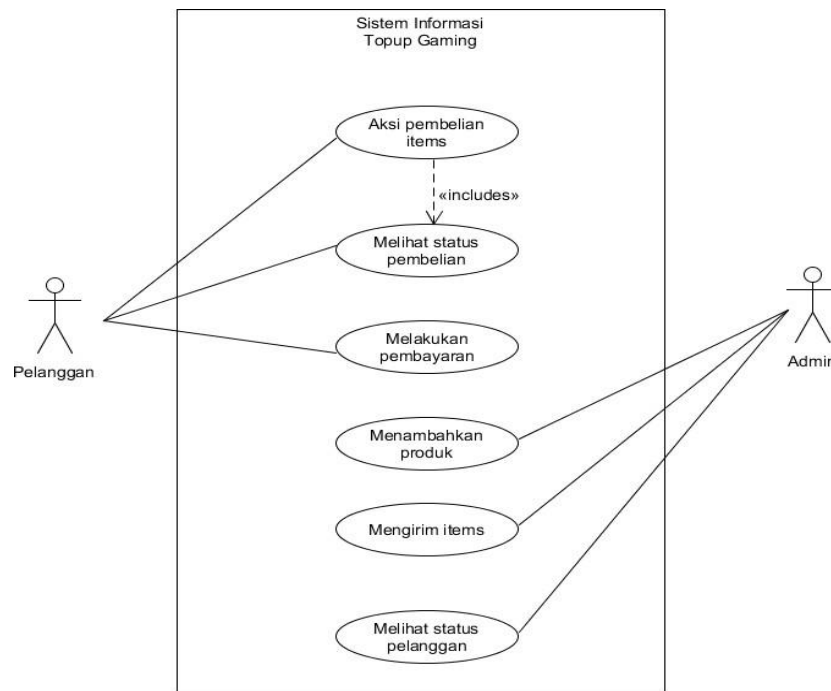 Sistem Informasi
Topup Gaming
Aksi pembelian
items
«includes»
Melihat status
pembelian
Pelanggan
Melakukan
pembayaran
Admin
Menambahkan
produk
Mengirim items
Melihat status
pelanggan